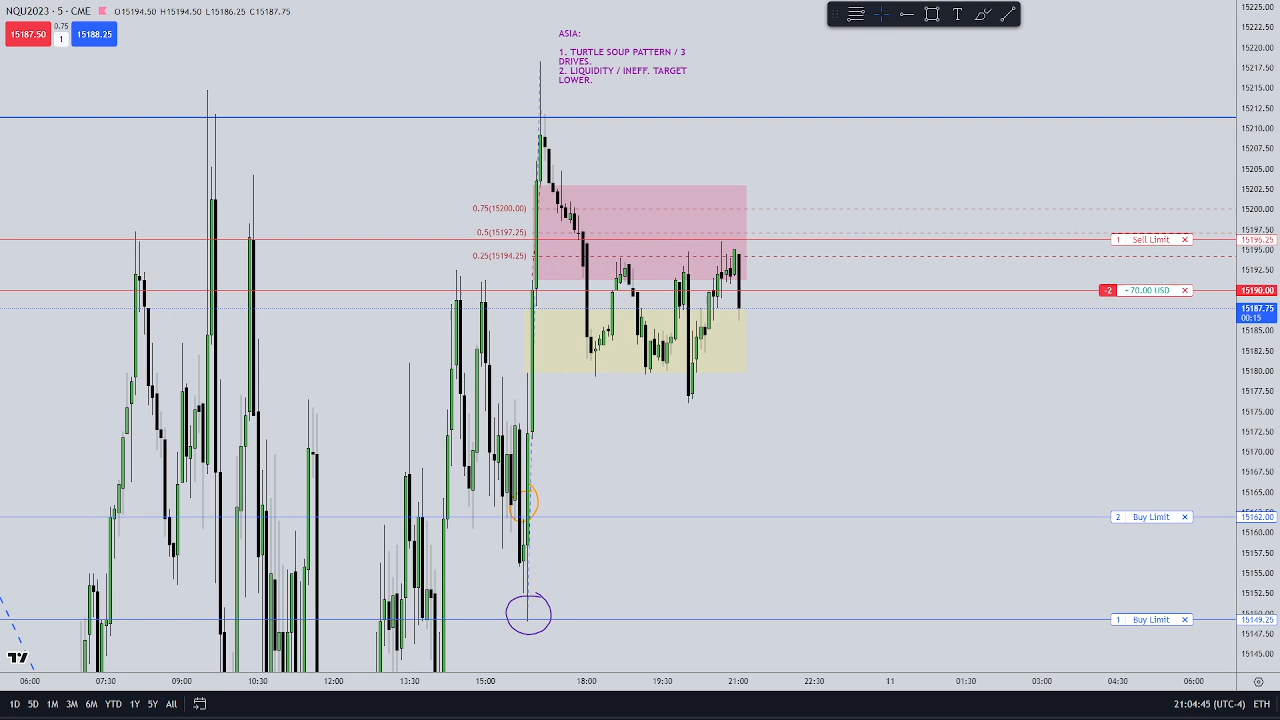 NQU2023 · 5 · CME O15194.50 H15194.50 L15186.25 C15187.75
15187.50 0.75 1 15188.25
ASIA:
1. TURTLE SOUP PATTERN / 3
DRIVES.
2. LIQUIDITY / INEFF. TARGET
LOWER.
0.75(15200.00)
0.5(15197.25)
0.25(15194.25)
1 Sell Limit ×
-2 +70.00 USD ×
2 Buy Limit ×
1 Buy Limit ×
15225.00
15222.50
15220.00
15217.50
15215.00
15212.50
15210.00
15207.50
15205.00
15202.50
15200.00
15197.50
15196.25
15195.00
15192.50
15190.00
15187.75
00:15
15185.00
15182.50
15180.00
15177.50
15175.00
15172.50
15170.00
15167.50
15165.00
15162.00
15160.00
15157.50
15155.00
15152.50
15149.25
15147.50
15145.00
06:00 07:30 09:00 10:30 12:00 13:30 15:00 18:00 19:30 21:00 22:30 11 01:30 03:00 04:30 06:00
1D 5D 1M 3M 6M YTD 1Y 5Y All 21:04:45 (UTC-4) ETH